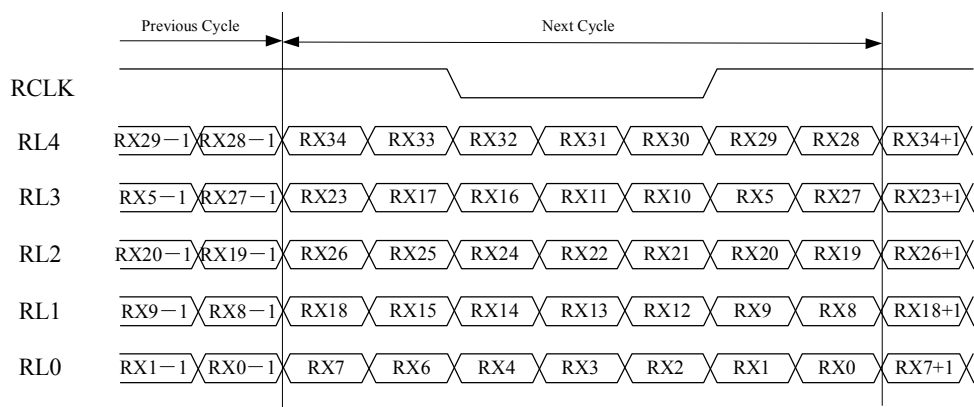 Previous Cycle Next Cycle
RCLK
RL4 RX29－1 RX28－1 RX34 RX33 RX32 RX31 RX30 RX29 RX28 RX34+1
RL3 RX5－1 RX27－1 RX23 RX17 RX16 RX11 RX10 RX5 RX27 RX23+1
RL2 RX20－1 RX19－1 RX26 RX25 RX24 RX22 RX21 RX20 RX19 RX26+1
RL1 RX9－1 RX8－1 RX18 RX15 RX14 RX13 RX12 RX9 RX8 RX18+1
RL0 RX1－1 RX0－1 RX7 RX6 RX4 RX3 RX2 RX1 RX0 RX7+1